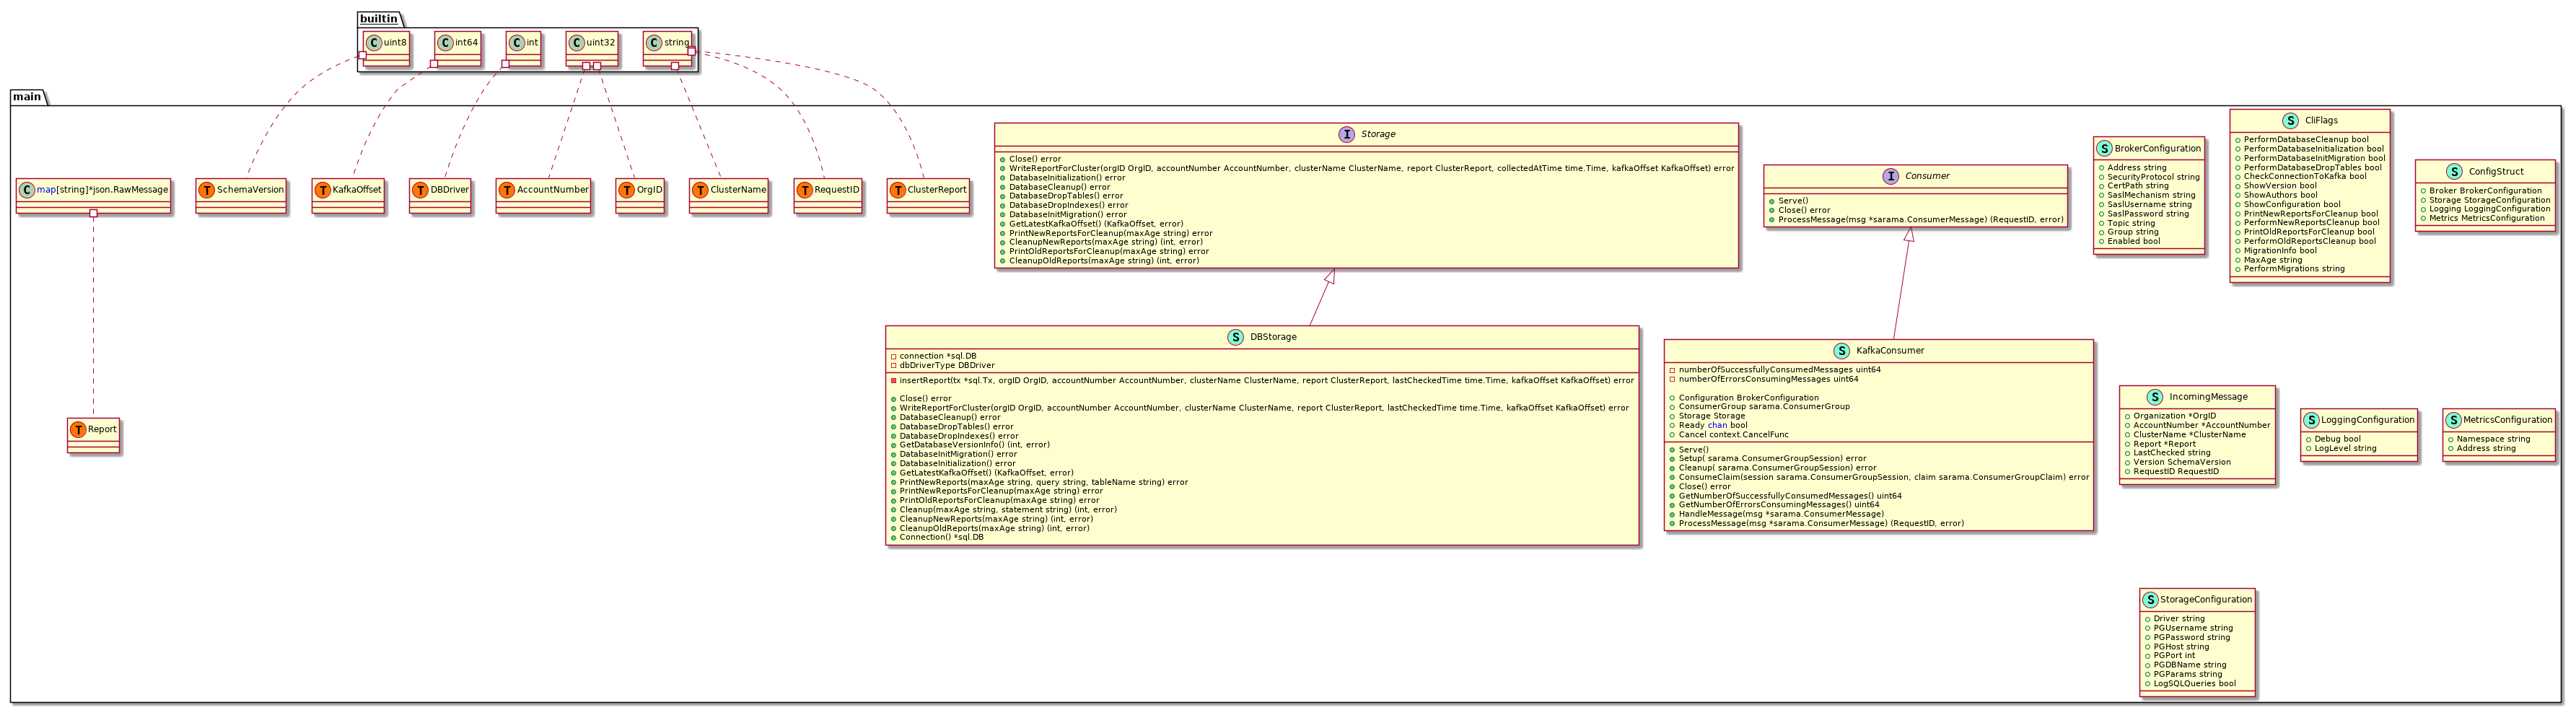 builtin
C uint8
C int64
C int
C uint32
C string
main
C map[string]*json.RawMessage
T SchemaVersion
T KafkaOffset
T DBDriver
T AccountNumber
T OrgID
T ClusterName
T RequestID
T ClusterReport
I Storage
Close() error
WriteReportForCluster(orgID OrgID, accountNumber AccountNumber, clusterName ClusterName, report ClusterReport, collectedAtTime time.Time, kafkaOffset KafkaOffset) error
DatabaseInitialization() error
DatabaseCleanup() error
DatabaseDropTables() error
DatabaseDropIndexes() error
DatabaseInitMigration() error
GetLatestKafkaOffset() (KafkaOffset, error)
PrintNewReportsForCleanup(maxAge string) error
CleanupNewReports(maxAge string) (int, error)
PrintOldReportsForCleanup(maxAge string) error
CleanupOldReports(maxAge string) (int, error)
I Consumer
Serve()
Close() error
ProcessMessage(msg *sarama.ConsumerMessage) (RequestID, error)
S BrokerConfiguration
Address string
SecurityProtocol string
CertPath string
SaslMechanism string
SaslUsername string
SaslPassword string
Topic string
Group string
Enabled bool
S CliFlags
PerformDatabaseCleanup bool
PerformDatabaseInitialization bool
PerformDatabaseInitMigration bool
PerformDatabaseDropTables bool
CheckConnectionToKafka bool
ShowVersion bool
ShowAuthors bool
ShowConfiguration bool
PrintNewReportsForCleanup bool
PerformNewReportsCleanup bool
PrintOldReportsForCleanup bool
PerformOldReportsCleanup bool
MigrationInfo bool
MaxAge string
PerformMigrations string
S ConfigStruct
Broker BrokerConfiguration
Storage StorageConfiguration
Logging LoggingConfiguration
Metrics MetricsConfiguration
T Report
S DBStorage
connection *sql.DB
dbDriverType DBDriver
insertReport(tx *sql.Tx, orgID OrgID, accountNumber AccountNumber, clusterName ClusterName, report ClusterReport, lastCheckedTime time.Time, kafkaOffset KafkaOffset) error
Close() error
WriteReportForCluster(orgID OrgID, accountNumber AccountNumber, clusterName ClusterName, report ClusterReport, lastCheckedTime time.Time, kafkaOffset KafkaOffset) error
DatabaseCleanup() error
DatabaseDropTables() error
DatabaseDropIndexes() error
GetDatabaseVersionInfo() (int, error)
DatabaseInitMigration() error
DatabaseInitialization() error
GetLatestKafkaOffset() (KafkaOffset, error)
PrintNewReports(maxAge string, query string, tableName string) error
PrintNewReportsForCleanup(maxAge string) error
PrintOldReportsForCleanup(maxAge string) error
Cleanup(maxAge string, statement string) (int, error)
CleanupNewReports(maxAge string) (int, error)
CleanupOldReports(maxAge string) (int, error)
Connection() *sql.DB
S KafkaConsumer
numberOfSuccessfullyConsumedMessages uint64
numberOfErrorsConsumingMessages uint64
Configuration BrokerConfiguration
ConsumerGroup sarama.ConsumerGroup
Storage Storage
Ready chan bool
Cancel context.CancelFunc
Serve()
Setup( sarama.ConsumerGroupSession) error
Cleanup( sarama.ConsumerGroupSession) error
ConsumeClaim(session sarama.ConsumerGroupSession, claim sarama.ConsumerGroupClaim) error
Close() error
GetNumberOfSuccessfullyConsumedMessages() uint64
GetNumberOfErrorsConsumingMessages() uint64
HandleMessage(msg *sarama.ConsumerMessage)
ProcessMessage(msg *sarama.ConsumerMessage) (RequestID, error)
S IncomingMessage
Organization *OrgID
AccountNumber *AccountNumber
ClusterName *ClusterName
Report *Report
LastChecked string
Version SchemaVersion
RequestID RequestID
S LoggingConfiguration
Debug bool
LogLevel string
S MetricsConfiguration
Namespace string
Address string
S StorageConfiguration
Driver string
PGUsername string
PGPassword string
PGHost string
PGPort int
PGDBName string
PGParams string
LogSQLQueries bool